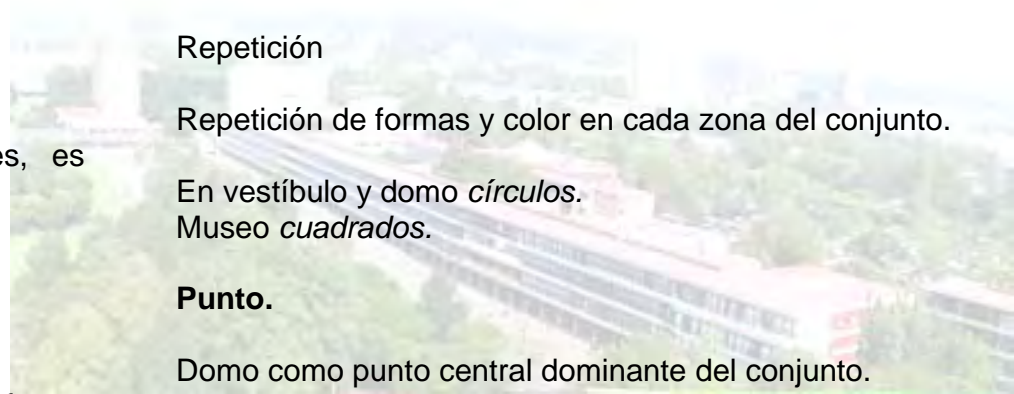 Repetición
Repetición de formas y color en cada zona del conjunto.
es, es
En vestíbulo y domo círculos.
Museo cuadrados.
Punto.
Domo como punto central dominante del conjunto.